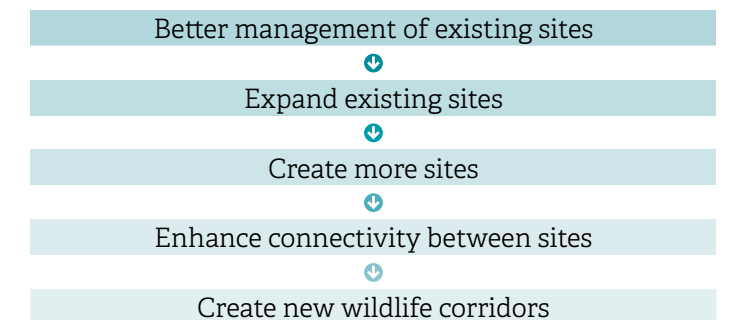 Better management of existing sites
Expand existing sites
Create more sites
Enhance connectivity between sites
Create new wildlife corridors